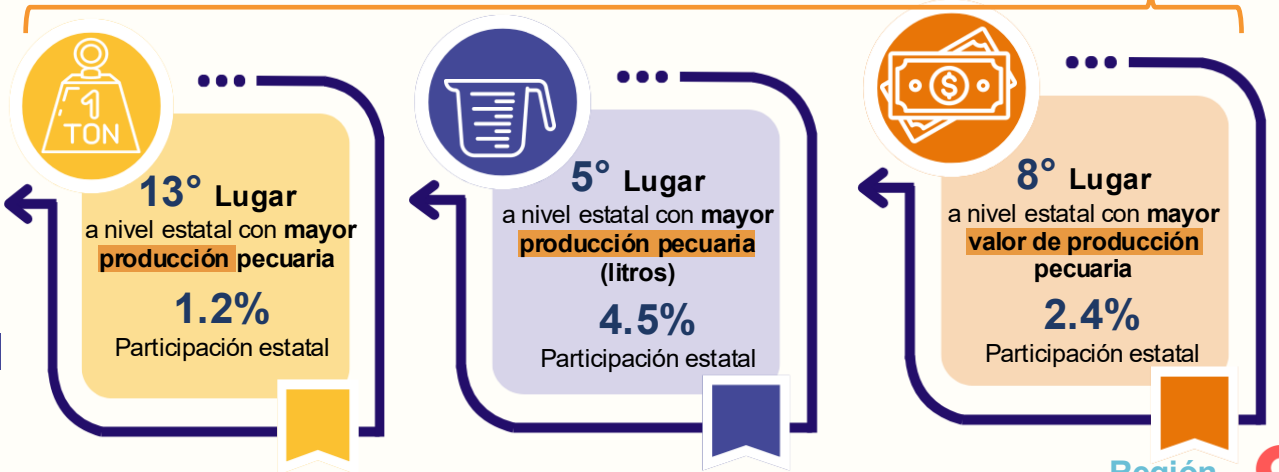 1
TON
13° Lugar
a nivel estatal con mayor
producción pecuaria
1.2%
Participación estatal
5° Lugar
a nivel estatal con mayor
producción pecuaria
(litros)
4.5%
Participación estatal
$
8° Lugar
a nivel estatal con mayor
valor de producción
pecuaria
2.4%
Participación estatal
Región